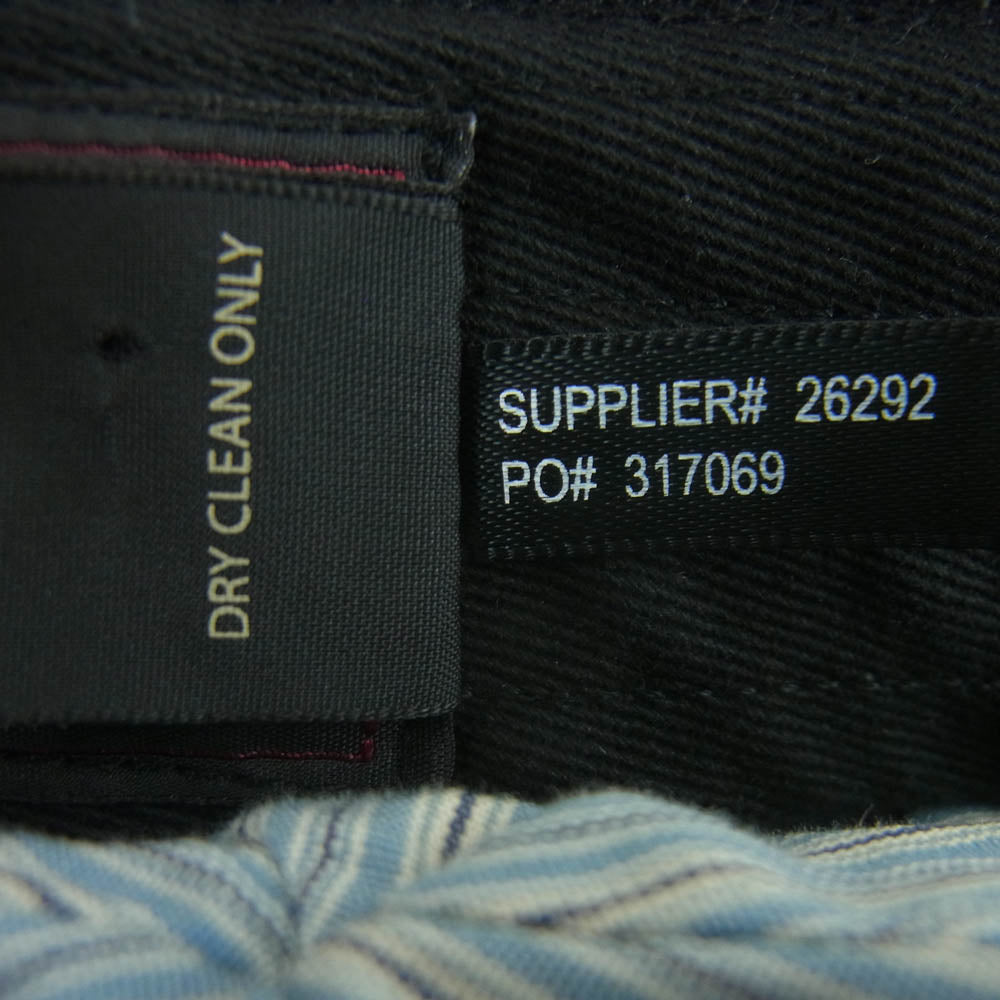 DRY CLEAN ONLY
SUPPLIER# 26292
PO# 317069